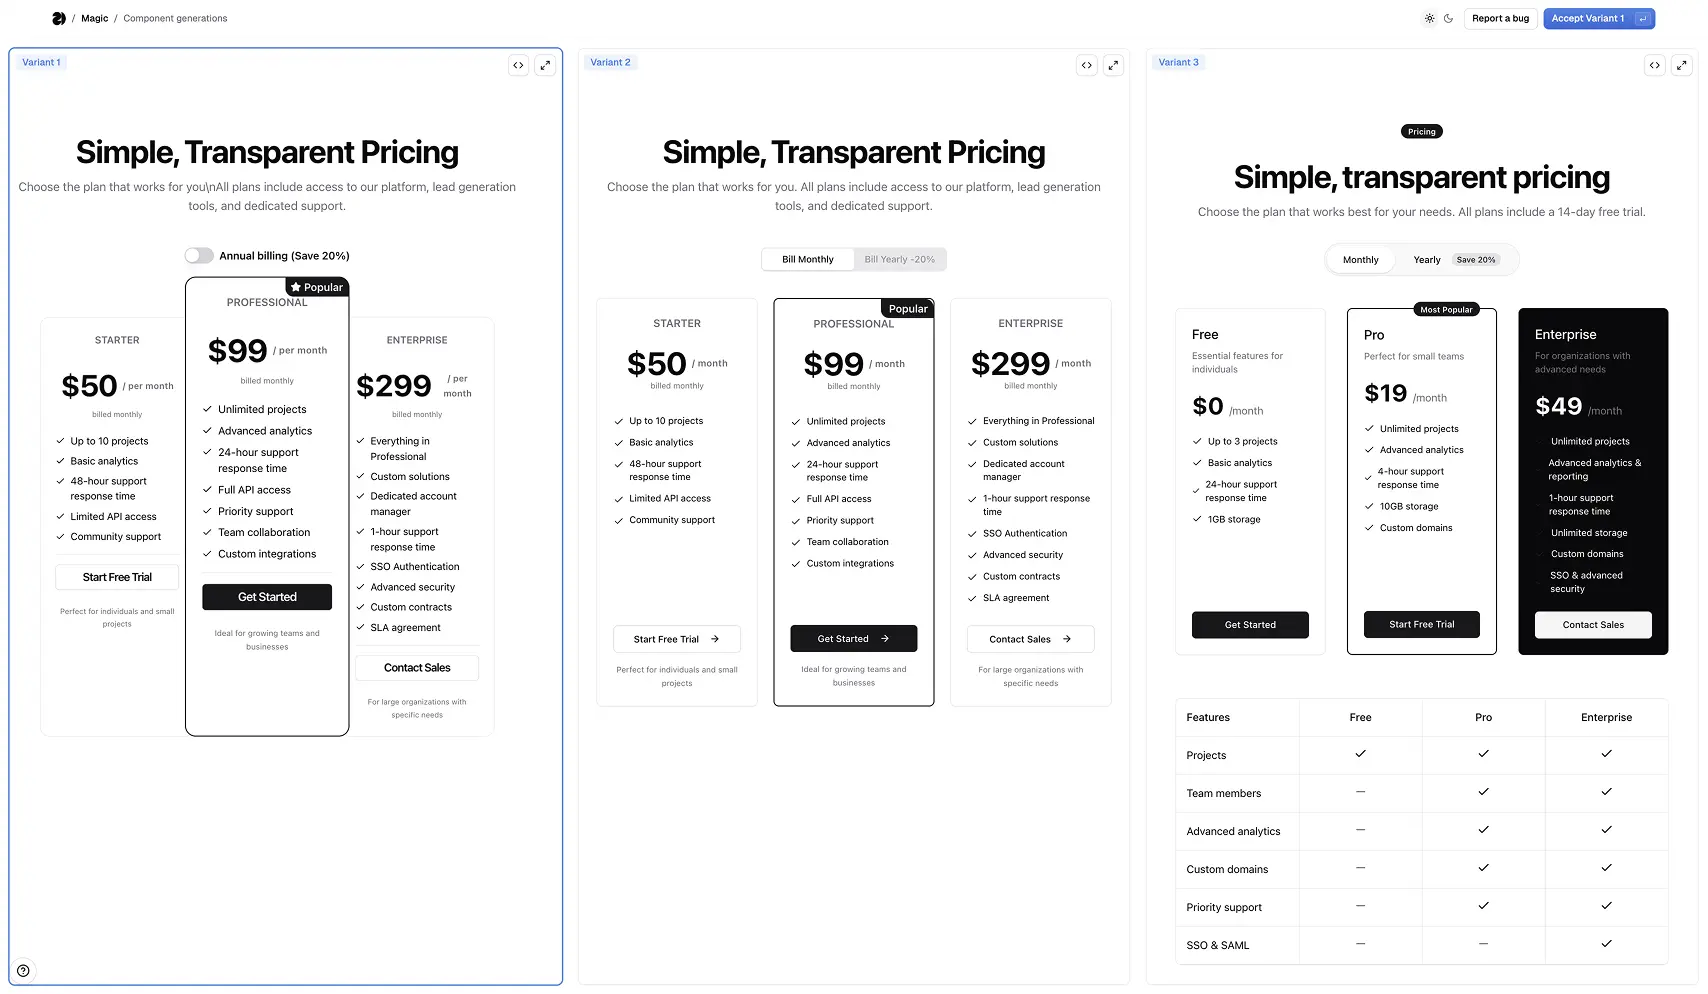 / Magic / Component generations
Report a bug
Accept Variant 1
Variant 1
Simple, Transparent Pricing
Choose the plan that works for you\nAll plans include access to our platform, lead generation
tools, and dedicated support.
Annual billing (Save 20%)
STARTER
$50 / per month
billed monthly
Up to 10 projects
Basic analytics
48-hour support
response time
Limited API access
Community support
Start Free Trial
Perfect for individuals and small
projects
Popular
PROFESSIONAL
$99 / per month
billed monthly
Unlimited projects
Advanced analytics
24-hour support
response time
Full API access
Priority support
Team collaboration
Custom integrations
Get Started
Ideal for growing teams and
businesses
ENTERPRISE
$299 / per
month
billed monthly
Everything in
Professional
Custom solutions
Dedicated account
manager
1-hour support
response time
SSO Authentication
Advanced security
Custom contracts
SLA agreement
Contact Sales
For large organizations with
specific needs
Variant 2
Simple, Transparent Pricing
Choose the plan that works for you. All plans include access to our platform, lead generation
tools, and dedicated support.
Bill Monthly
Bill Yearly -20%
STARTER
$50 / month
billed monthly
Up to 10 projects
Basic analytics
48-hour support
response time
Limited API access
Community support
Start Free Trial
Perfect for individuals and small
projects
Popular
PROFESSIONAL
$99 / month
billed monthly
Unlimited projects
Advanced analytics
24-hour support
response time
Full API access
Priority support
Team collaboration
Custom integrations
Get Started
Ideal for growing teams and
businesses
ENTERPRISE
$299 / month
billed monthly
Everything in Professional
Custom solutions
Dedicated account
manager
1-hour support response
time
SSO Authentication
Advanced security
Custom contracts
SLA agreement
Contact Sales
For large organizations with
specific needs
Variant 3
Pricing
Simple, transparent pricing
Choose the plan that works best for your needs. All plans include a 14-day free trial.
Monthly
Yearly Save 20%
Free
Essential features for
individuals
$0 /month
Up to 3 projects
Basic analytics
24-hour support
response time
1GB storage
Get Started
Most Popular
Pro
Perfect for small teams
$19 /month
Unlimited projects
Advanced analytics
4-hour support
response time
10GB storage
Custom domains
Start Free Trial
Enterprise
For organizations with
advanced needs
$49 /month
Unlimited projects
Advanced analytics &
reporting
1-hour support
response time
Unlimited storage
Custom domains
SSO & advanced
security
Contact Sales
Features Free Pro Enterprise
Projects
Team members
Advanced analytics
Custom domains
Priority support
SSO & SAML